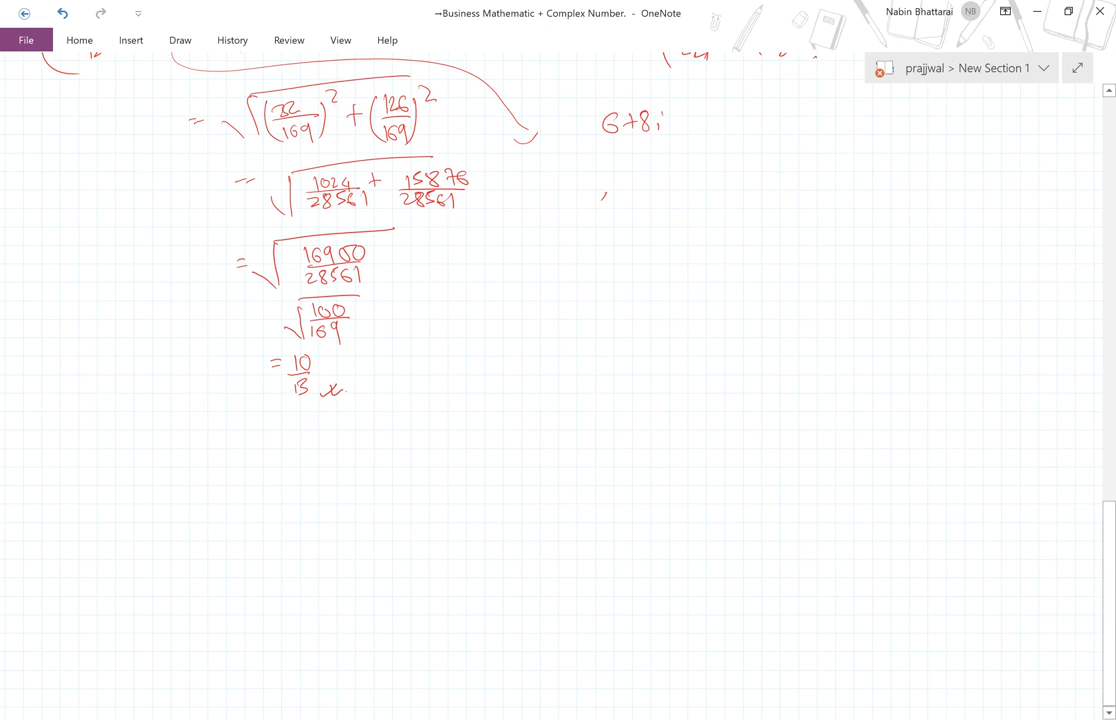 →Business Mathematic + Complex Number. - OneNote
Nabin Bhattarai NB
File Home Insert Draw History Review View Help
prajjwal > New Section 1
12
= √(32/169)² + (126/169)²
6+8i
= √1024/28561 + 15876/28561
,
= √16900/28561
√100/169
= 10/13